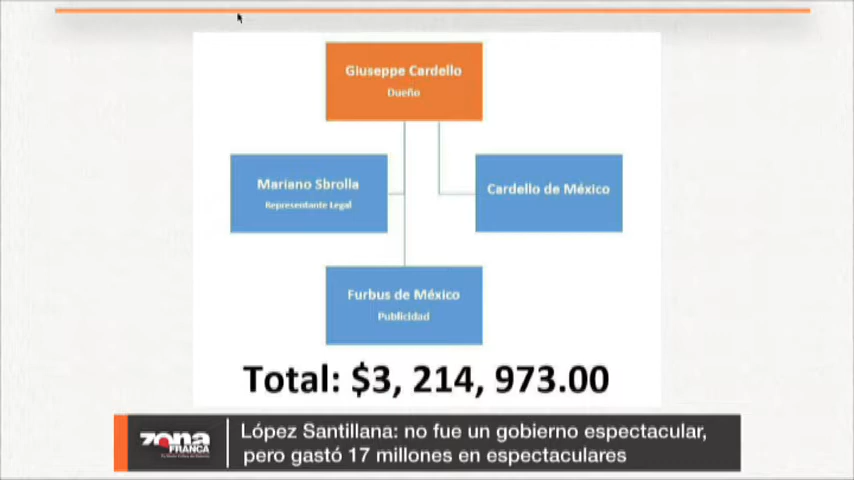 Giuseppe Cardello
Dueño
Mariano Sbrolla
Representante Legal
Cardello de México
Furbus de México
Publicidad
Total: $3, 214, 973.00
zona
FRANCA
López Santillana: no fue un gobierno espectacular,
pero gastó 17 millones en espectaculares